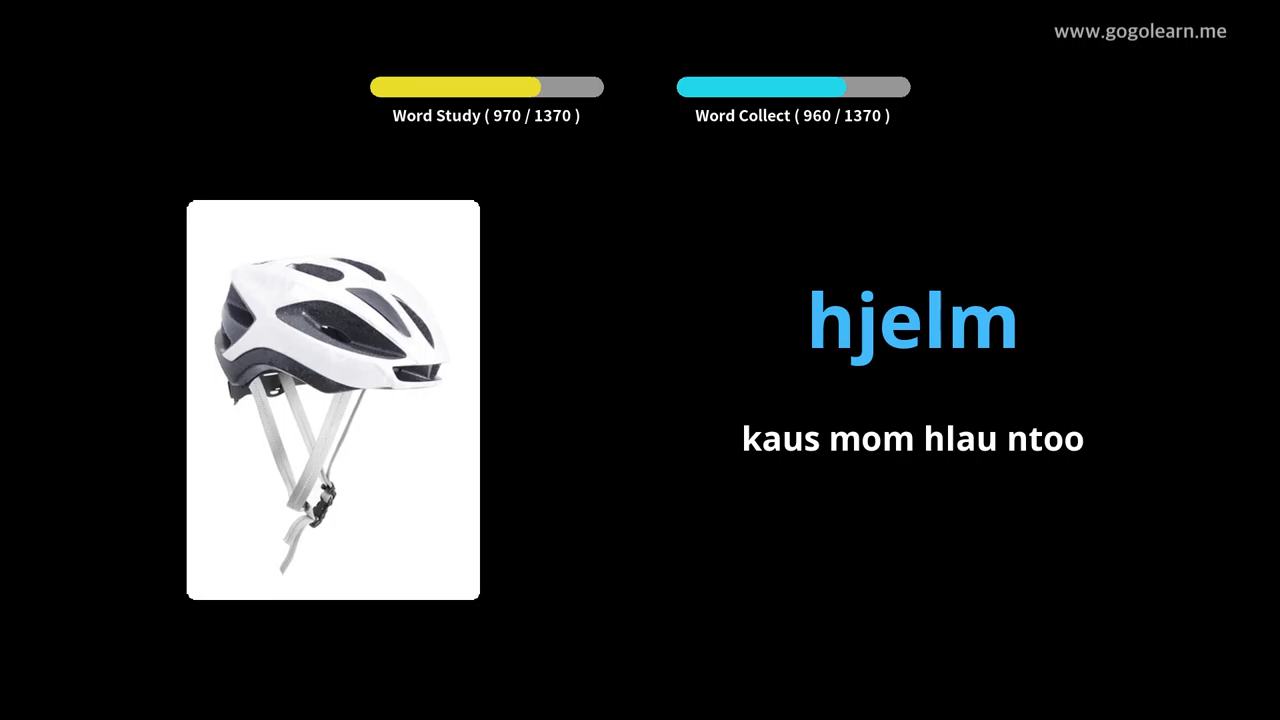 www.gogolearn.me
Word Study ( 970 / 1370 )
Word Collect ( 960 / 1370 )
hjelm
kaus mom hlau ntoo